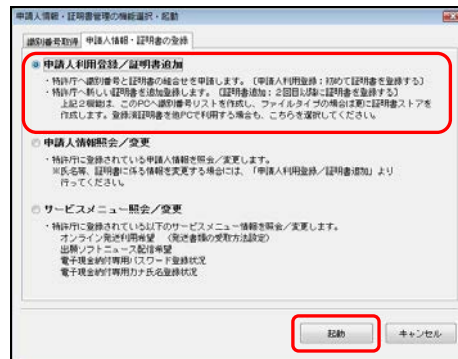 申請人情報・証明書管理の機能選択・起動
識別番号取得 申請人情報・証明書の登録
申請人利用登録／証明書追加
・特許庁へ識別番号と証明書の組合せを申請します。（申請人利用登録：初めて証明書を登録する）
・特許庁へ新しい証明書を追加登録します。（証明書追加：２回目以降に証明書を登録する）
上記２機能は、このPCへ識別番号リストを作成し、ファイルタイプの場合は更に証明書ストアを
作成します。登録済証明書を他PCで利用する場合も、こちらを選択してください。
申請人情報照会／変更
・特許庁に登録されている申請人情報を照会／変更します。
※氏名等、証明書に係る情報を変更する場合には、「申請人利用登録／証明書追加」より
行ってください。
サービスメニュー照会／変更
・特許庁に登録されている以下のサービスメニュー情報を照会／変更します。
オンライン発送利用希望 （発送書類の受取方法設定）
出願ソフトニュース配信希望
電子現金納付専用パスワード登録状況
電子現金納付専用カナ氏名登録状況
起動 キャンセル